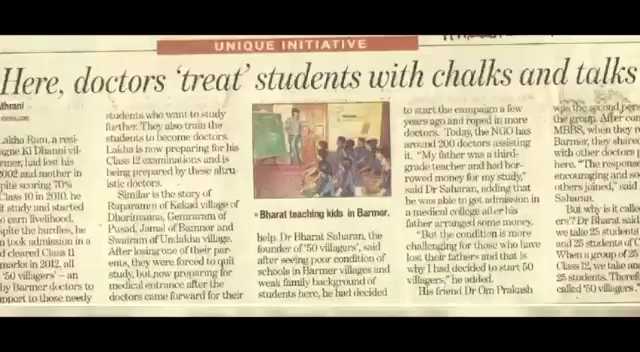 UNIQUE INITIATIVE
Here, doctors 'treat' students with chalks and talks
Lakha Ram, a resi-
Ki Dhanni vil-
Barmer, had lost his
2002 and mother in
spite scoring 70%
Class 10 in 2010, he
it study and started
to earn livelihood.
spite the hurdles, he
took admission in a
d cleared Class 11
marks in 2012, all
'50 villagers' – an
by Barmer doctors to
support to those needy
students who want to study
further. They also train the
students to become doctors.
Lakha is now preparing for his
Class 12 examinations and is
being prepared by these altru-
istic doctors.
Similar is the story of
Ruparam of Kekad village of
Dhorimana, Gemraram of
Pusad, Jamal of Bamnor and
Swairam of Undakha village.
After losing one of their par-
ents, they were forced to quit
study, but now preparing for
medical entrance after the
doctors came forward for their
Bharat teaching kids in Barmer.
help. Dr Bharat Saharan, the
founder of '50 villagers', said
after seeing poor condition of
schools in Barmer villages and
weak family background of
students here, he had decided
to start the campaign a few
years ago and roped in more
doctors. Today, the NGO has
around 200 doctors assisting
it. "My father was a third-
grade teacher and had bor-
rowed money for my study,"
said Dr Saharan, adding that
he was able to get admission in
a medical college after his
father arranged some money.
"But the condition is more
challenging for those who have
lost their fathers and that is
why I had decided to start 50
villagers," he added.
His friend Dr Om Prakash
was the second pers
the group. After com
MBBS, when they r
Barmer, they shared
with other doctors
"The respons
encouraging and so
others joined," said
Saharan.
But why is it calle
ers'? Dr Bharat said
we take 25 students
and 25 students of C
When a group of 25
Class 12, we take an
25 students. Theref
called '50 villagers'.